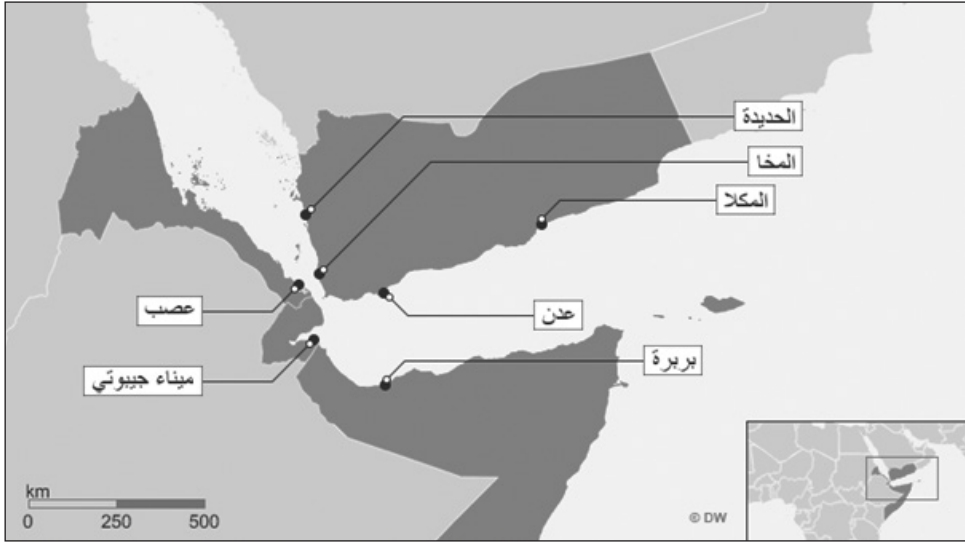 الحديدة
المخا
المكلا
عصب
عدن
بربرة
ميناء جيبوتي
km
0 250 500
© DW